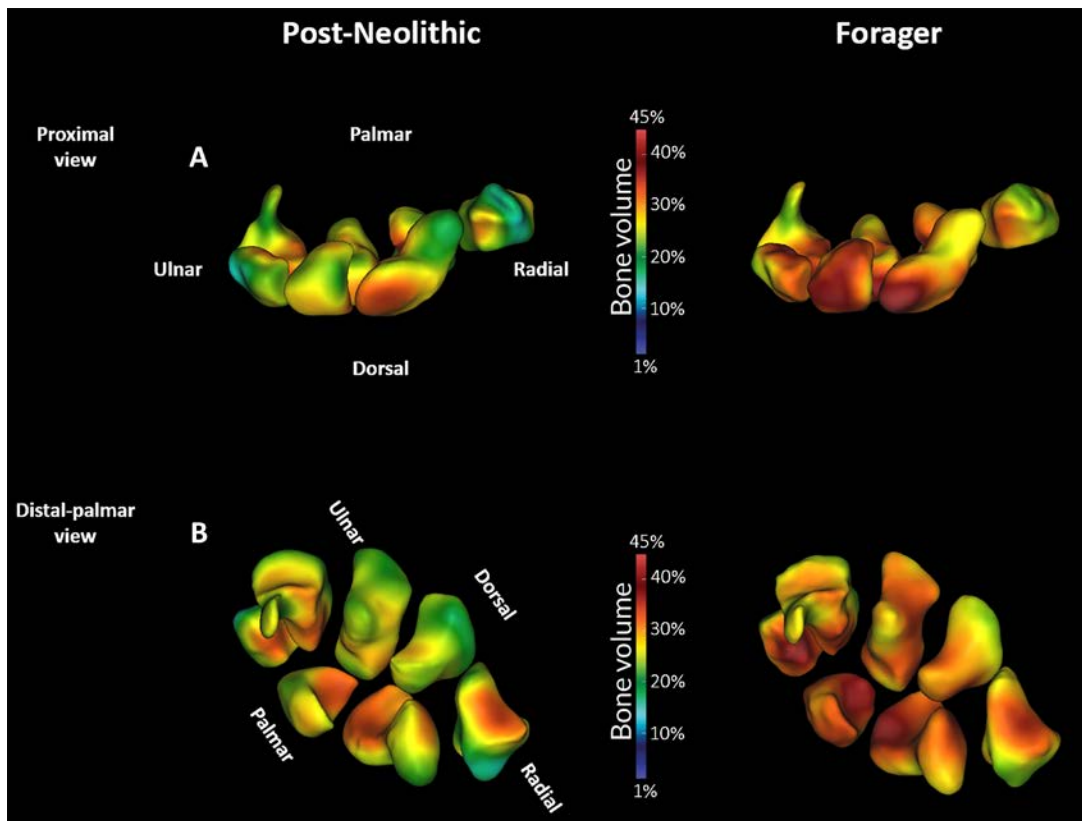 Post-Neolithic
Forager
Proximal
view
A
Palmar
Ulnar
Radial
Dorsal
Bone volume
45%
40%
30%
20%
10%
1%
Distal-palmar
view
B
Ulnar
Dorsal
Palmar
Radial
Bone volume
45%
40%
30%
20%
10%
1%